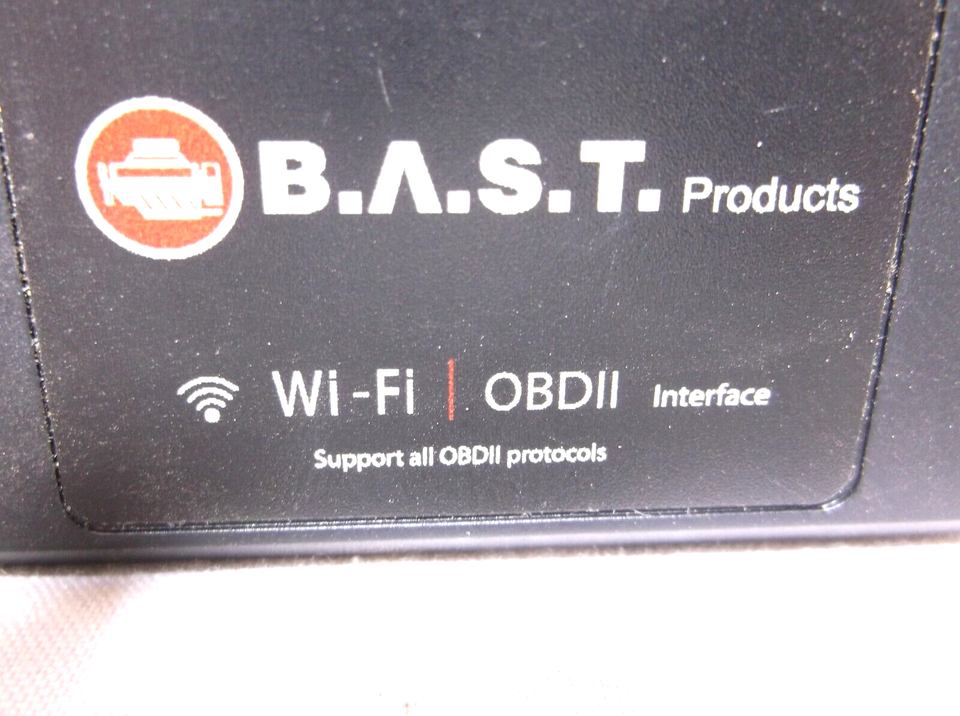 B.Λ.S.T. Products
Wi-Fi | OBDII Interface
Support all OBDII protocols